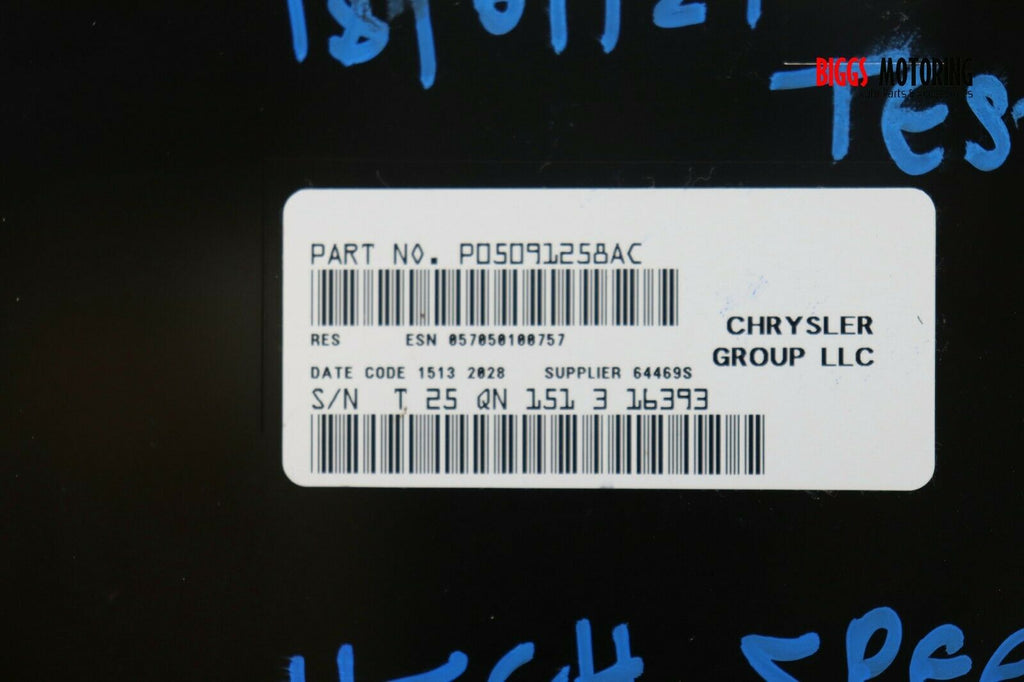 BIGGS MOTORING
PART NO. P05091258AC
RES ESN 057050100757
CHRYSLER
GROUP LLC
DATE CODE 1513 2028 SUPPLIER 64469S
S/N T 25 QN 151 3 16393